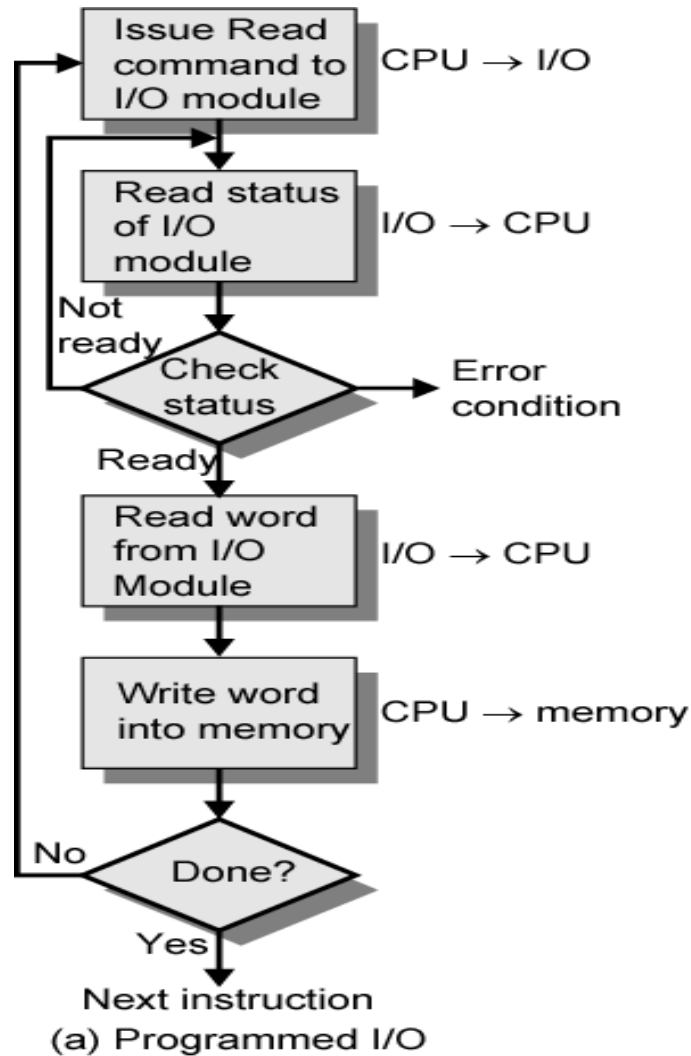 Issue Read
command to
I/O module
CPU → I/O
Read status
of I/O
module
I/O → CPU
Not
ready
Check
status
Error
condition
Ready
Read word
from I/O
Module
I/O → CPU
Write word
into memory
CPU → memory
No
Done?
Yes
Next instruction
(a) Programmed I/O